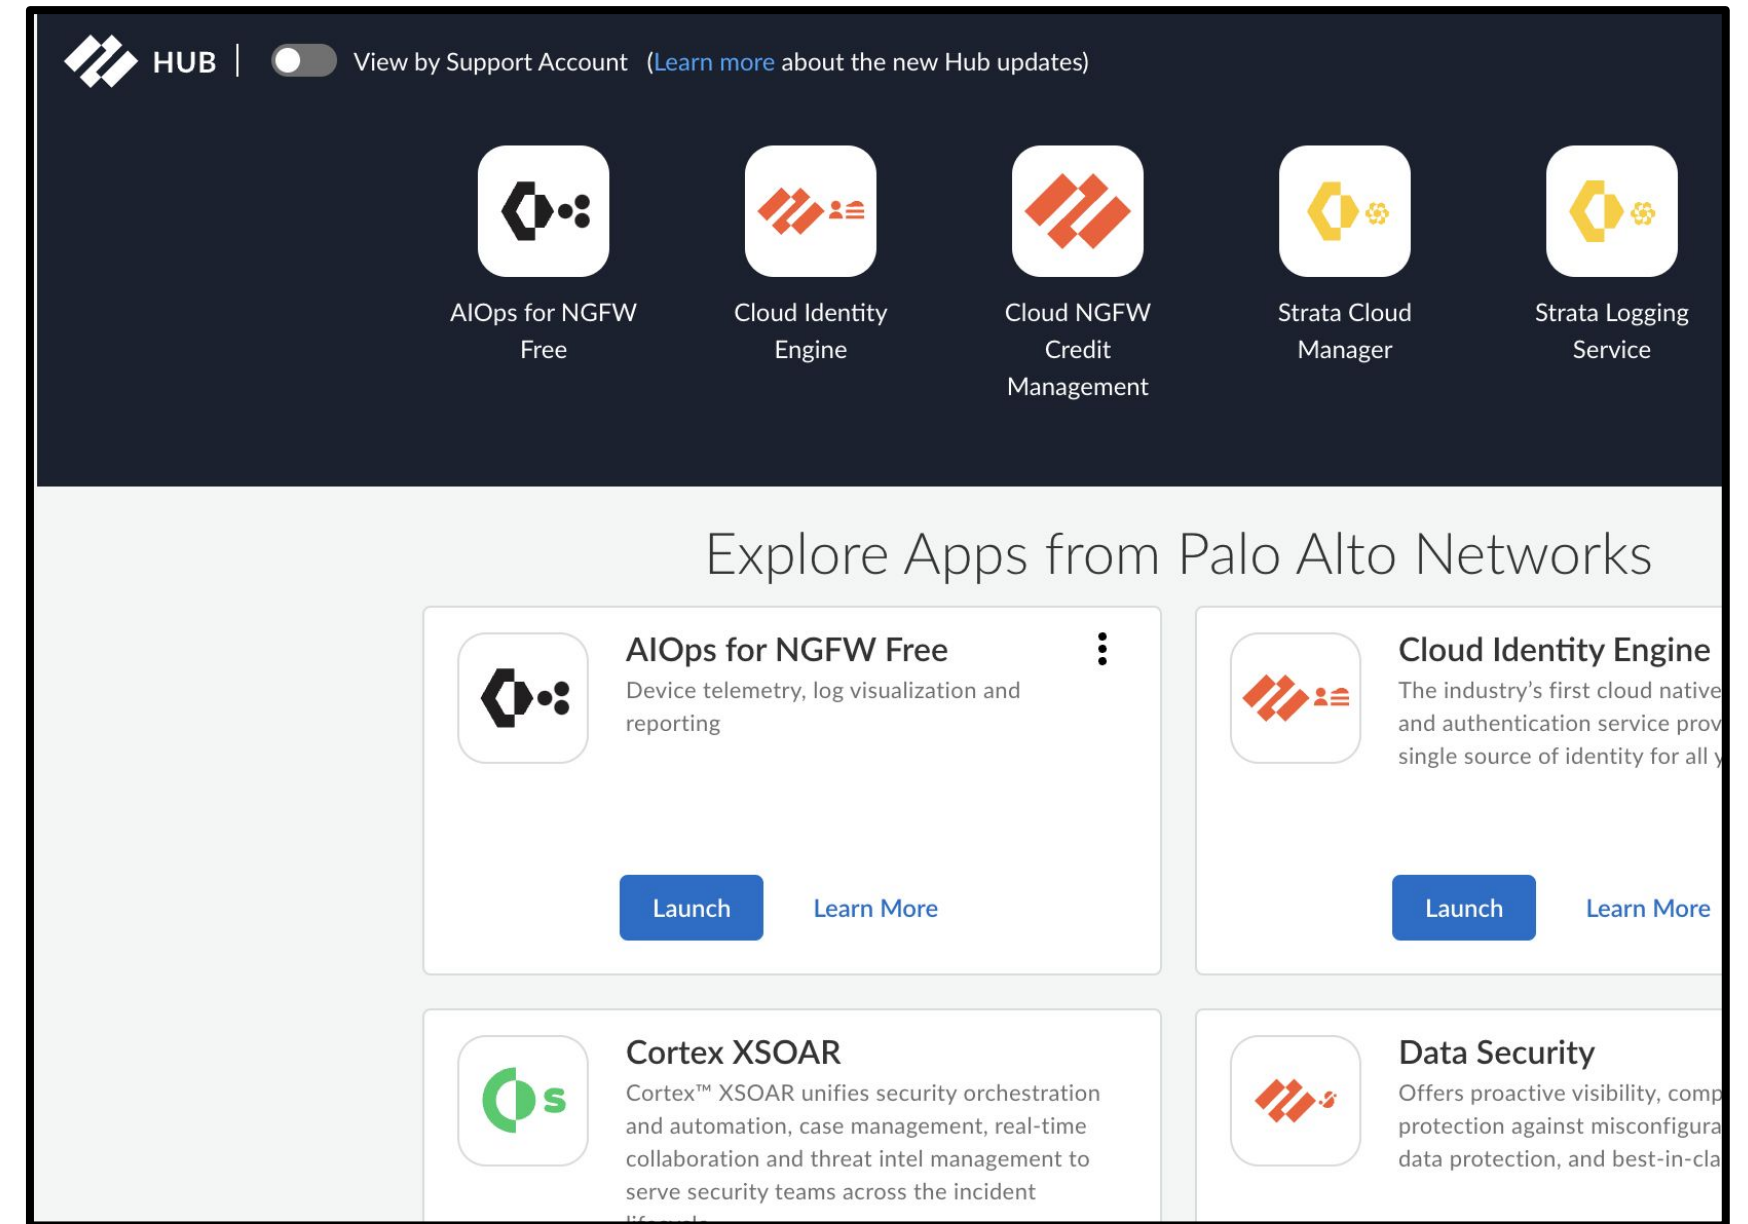 HUB
View by Support Account (Learn more about the new Hub updates)
AIOps for NGFW
Free
Cloud Identity
Engine
Cloud NGFW
Credit
Management
Strata Cloud
Manager
Strata Logging
Service
Explore Apps from Palo Alto Networks
AIOps for NGFW Free
Device telemetry, log visualization and
reporting
Launch
Learn More
Cloud Identity Engine
The industry’s first cloud native
and authentication service prov
single source of identity for all y
Launch
Learn More
Cortex XSOAR
Cortex™ XSOAR unifies security orchestration
and automation, case management, real-time
collaboration and threat intel management to
serve security teams across the incident
Data Security
Offers proactive visibility, comp
protection against misconfigura
data protection, and best-in-cla